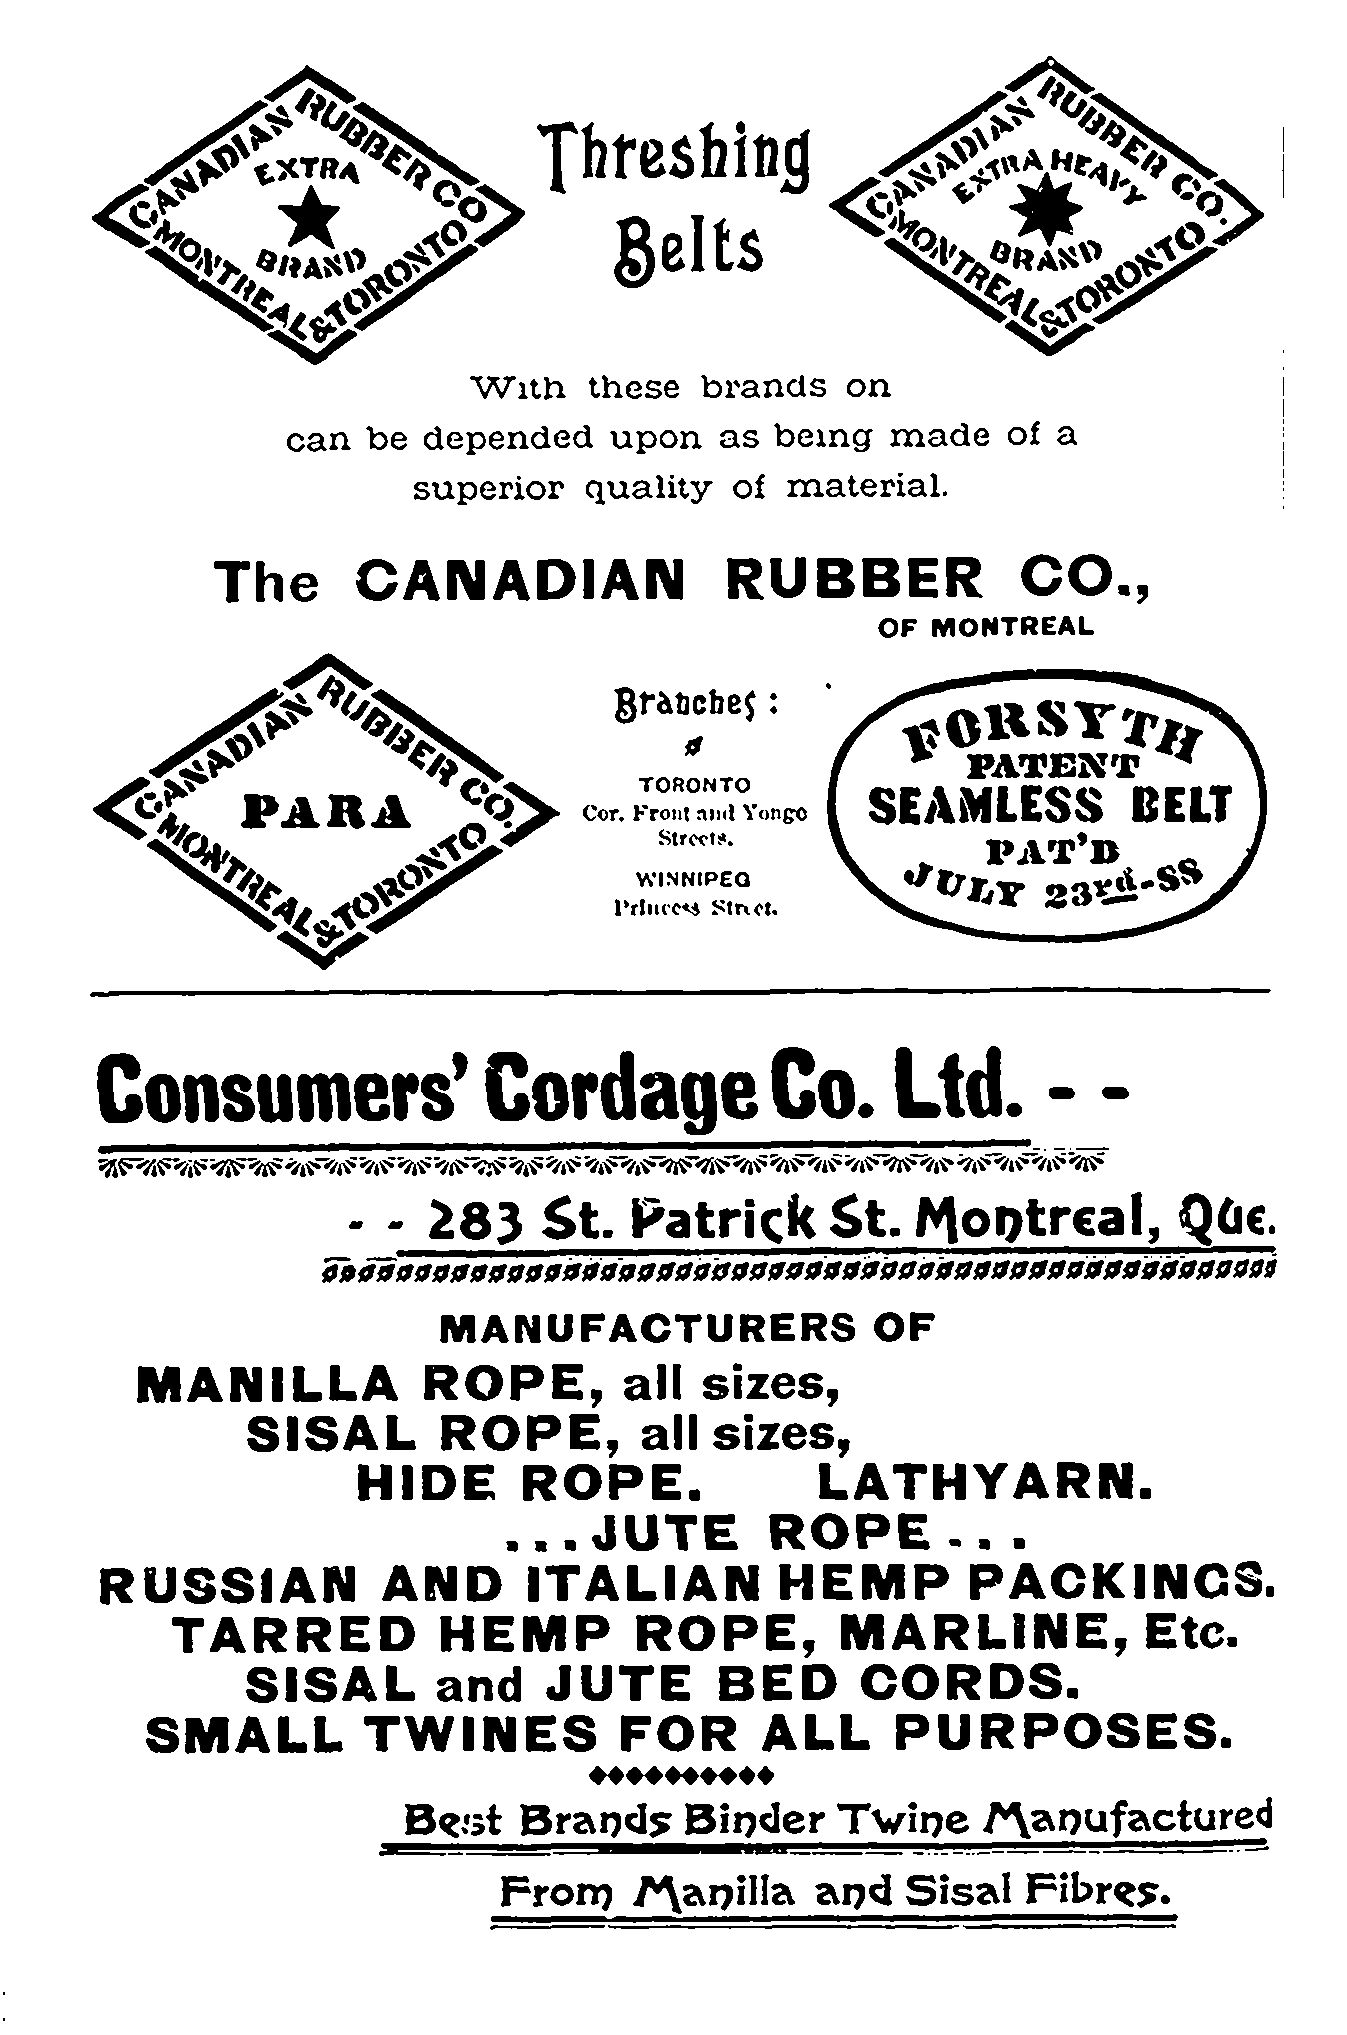 CANADIAN RUBBER CO
EXTRA
BRAND
MONTREAL & TORONTO
Threshing
Belts
CANADIAN RUBBER CO.
EXTRA HEAVY
BRAND
MONTREAL & TORONTO
With these brands on
can be depended upon as being made of a
superior quality of material.
The CANADIAN RUBBER CO.,
OF MONTREAL
CANADIAN RUBBER CO.
PARA
MONTREAL & TORONTO
Branches:
TORONTO
Cor. Front and Yonge
Streets.
WINNIPEG
Princess Street.
FORSYTH
PATENT
SEAMLESS BELT
PAT'D
JULY 23rd-88
Consumers' Cordage Co. Ltd. - -
- - 283 St. Patrick St. Montreal, Que.
MANUFACTURERS OF
MANILLA ROPE, all sizes,
SISAL ROPE, all sizes,
HIDE ROPE. LATHYARN.
...JUTE ROPE...
RUSSIAN AND ITALIAN HEMP PACKINGS.
TARRED HEMP ROPE, MARLINE, Etc.
SISAL and JUTE BED CORDS.
SMALL TWINES FOR ALL PURPOSES.
Best Brands Binder Twine Manufactured
From Manilla and Sisal Fibres.